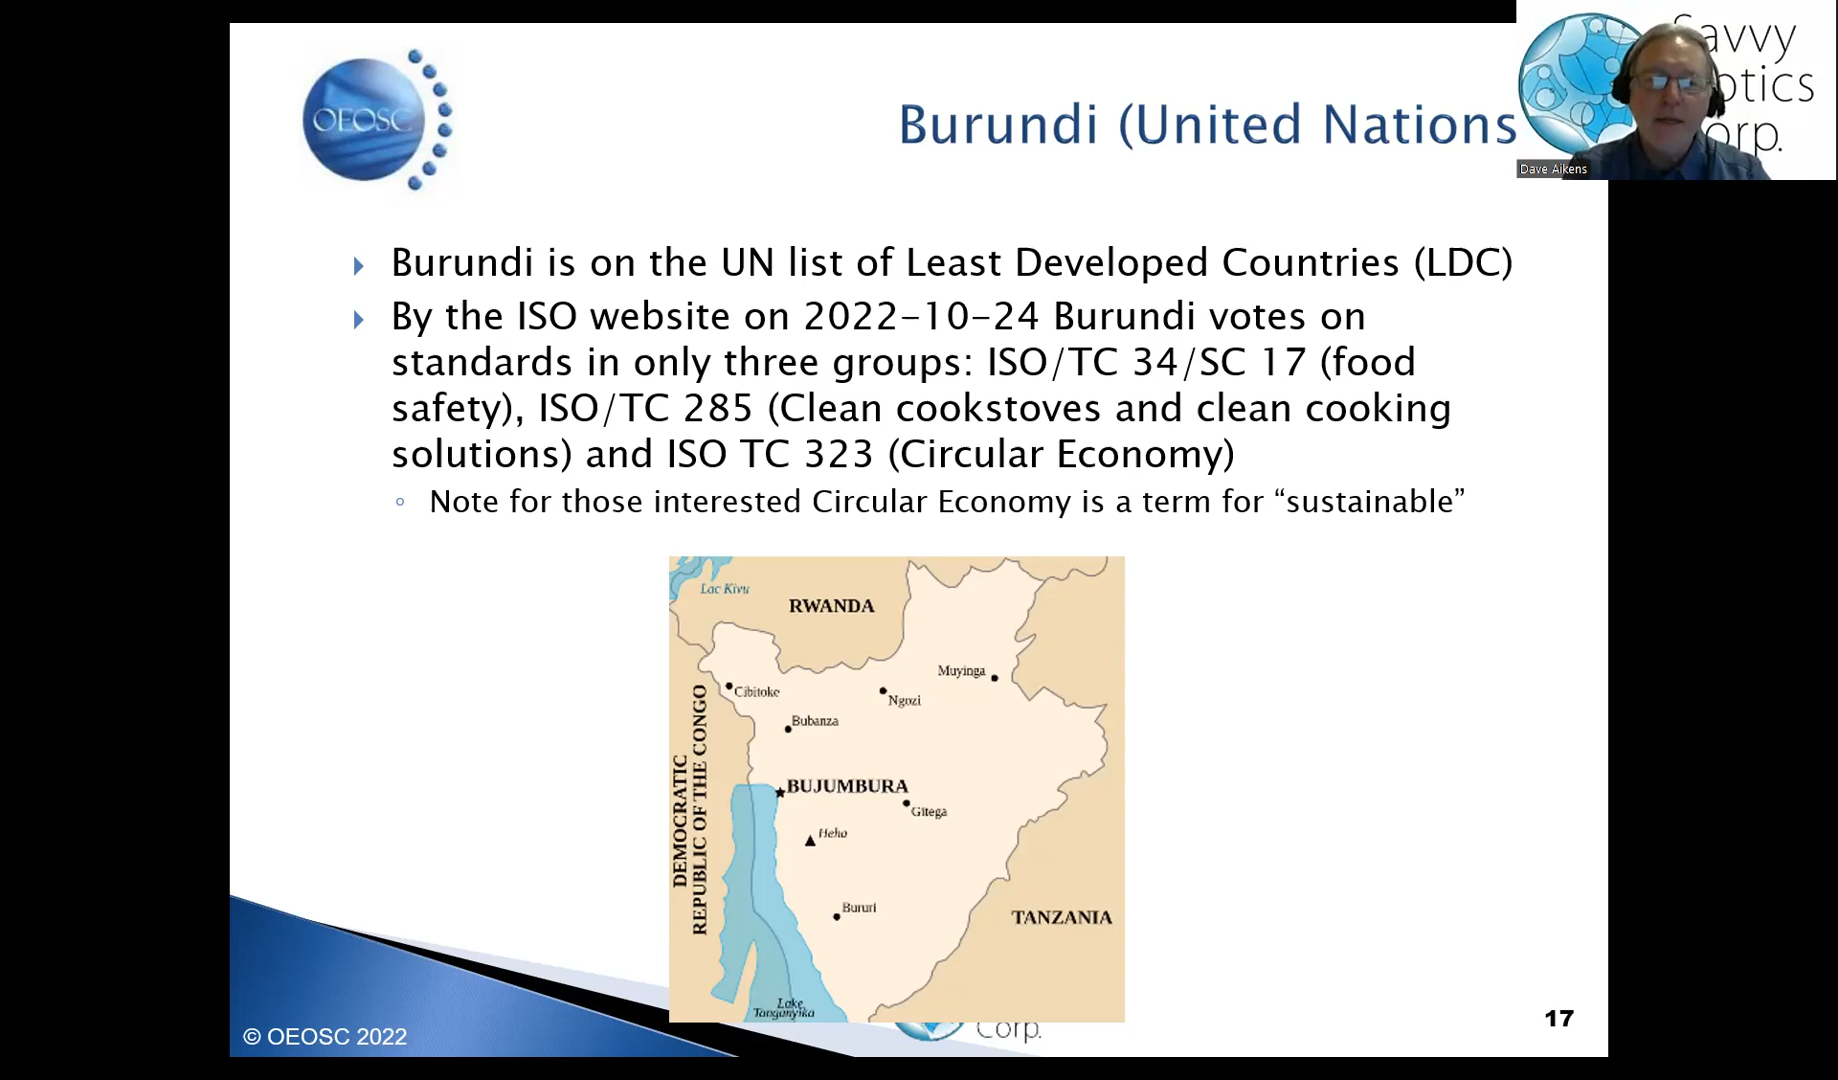 OEOSC
Burundi (United Nations
Savvy
Optics
Corp.
Dave Aikens
Burundi is on the UN list of Least Developed Countries (LDC)
By the ISO website on 2022-10-24 Burundi votes on
standards in only three groups: ISO/TC 34/SC 17 (food
safety), ISO/TC 285 (Clean cookstoves and clean cooking
solutions) and ISO TC 323 (Circular Economy)
Note for those interested Circular Economy is a term for “sustainable”
Lac Kivu
RWANDA
Muyinga
Cibitoke
Ngozi
Bubanza
DEMOCRATIC
REPUBLIC OF THE CONGO
BUJUMBURA
Gitega
Heha
Bururi
TANZANIA
Lake
Tanganyika
Corp.
17
© OEOSC 2022